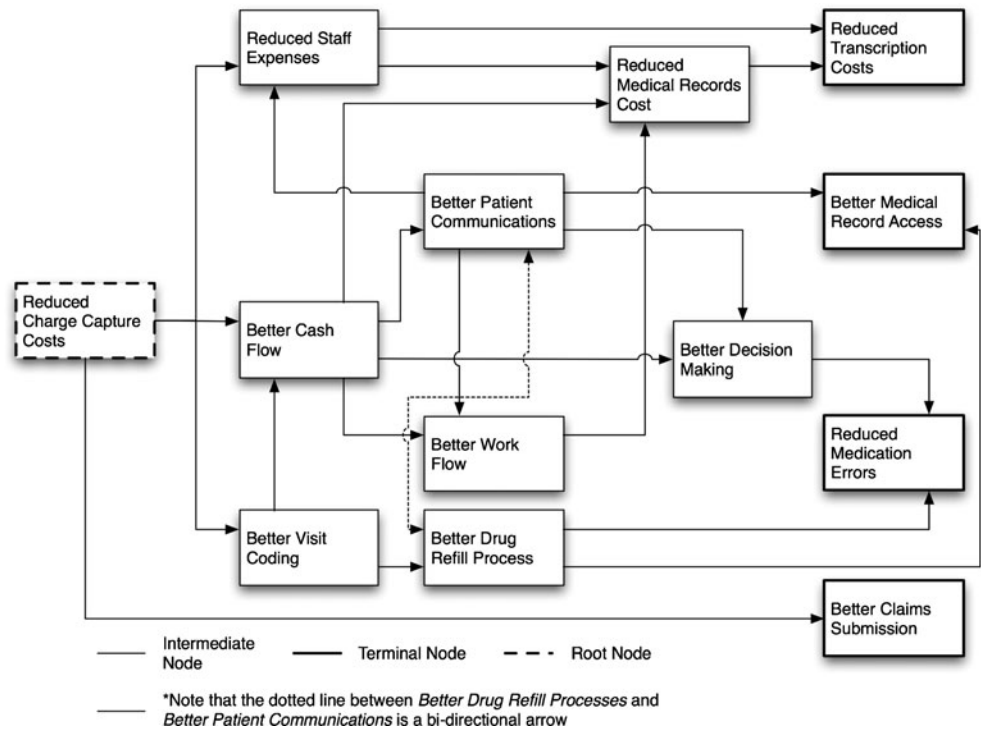 Reduced Staff
Expenses
Reduced
Medical Records
Cost
Reduced
Transcription
Costs
Better Patient
Communications
Better Medical
Record Access
Reduced
Charge Capture
Costs
Better Cash
Flow
Better Decision
Making
Better Work
Flow
Reduced
Medication
Errors
Better Visit
Coding
Better Drug
Refill Process
Better Claims
Submission
Intermediate
Node
Terminal Node
Root Node
*Note that the dotted line between Better Drug Refill Processes and
Better Patient Communications is a bi-directional arrow